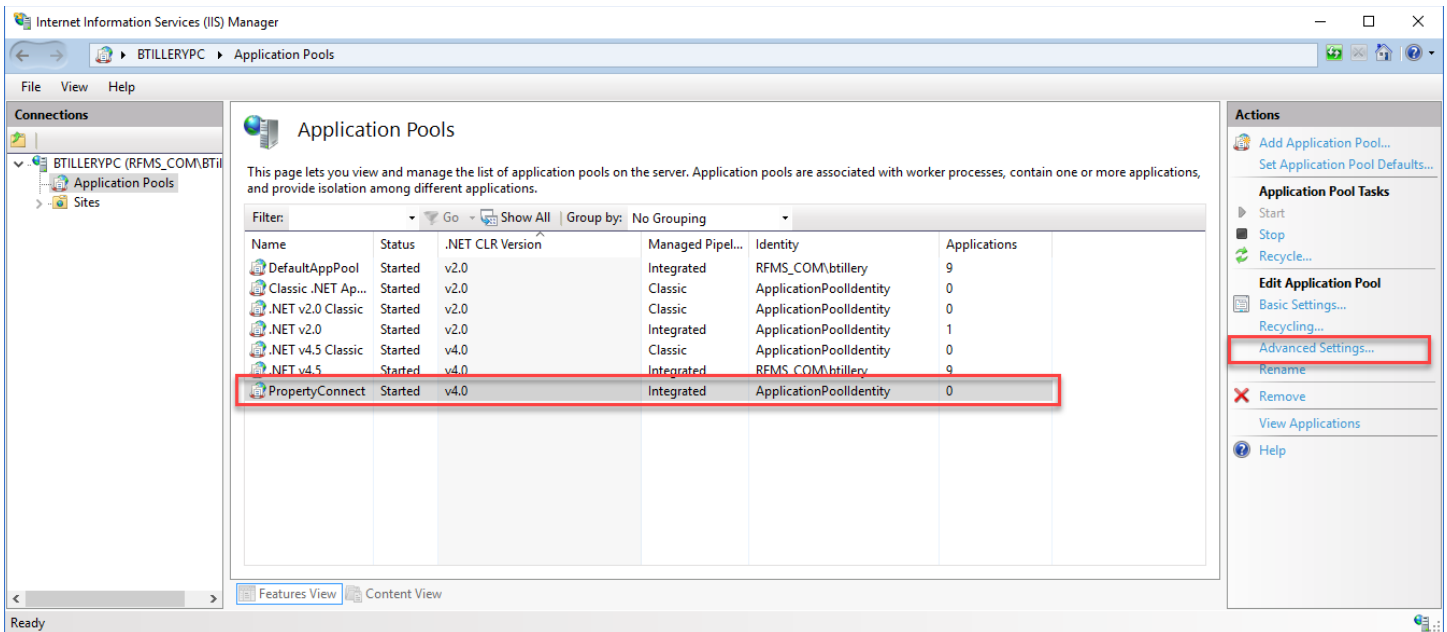 Internet Information Services (IIS) Manager
BTILLERYPC Application Pools
File View Help
Connections
BTILLERYPC (RFMS_COM\BTil
Application Pools
Sites
Application Pools
This page lets you view and manage the list of application pools on the server. Application pools are associated with worker processes, contain one or more applications,
and provide isolation among different applications.
Filter: Go Show All Group by: No Grouping
Name Status .NET CLR Version Managed Pipel... Identity Applications
DefaultAppPool Started v2.0 Integrated RFMS_COM\btillery 9
Classic .NET Ap... Started v2.0 Classic ApplicationPoolIdentity 0
.NET v2.0 Classic Started v2.0 Classic ApplicationPoolIdentity 0
.NET v2.0 Started v2.0 Integrated ApplicationPoolIdentity 1
.NET v4.5 Classic Started v4.0 Classic ApplicationPoolIdentity 0
.NET v4.5 Started v4.0 Integrated RFMS_COM\btillery 9
PropertyConnect Started v4.0 Integrated ApplicationPoolIdentity 0
Features View Content View
Actions
Add Application Pool...
Set Application Pool Defaults...
Application Pool Tasks
Start
Stop
Recycle...
Edit Application Pool
Basic Settings...
Recycling...
Advanced Settings...
Rename
Remove
View Applications
Help
Ready